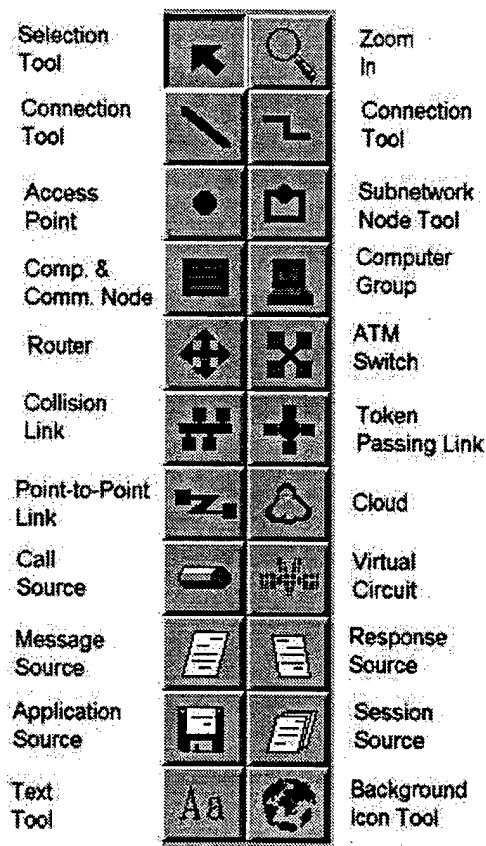 Selection
Tool
Zoom
In
Connection
Tool
Connection
Tool
Access
Point
Subnetwork
Node Tool
Comp. &
Comm. Node
Computer
Group
Router
ATM
Switch
Collision
Link
Token
Passing Link
Point-to-Point
Link
Cloud
Call
Source
Virtual
Circuit
Message
Source
Response
Source
Application
Source
Session
Source
Text
Tool
Aa
Background
Icon Tool